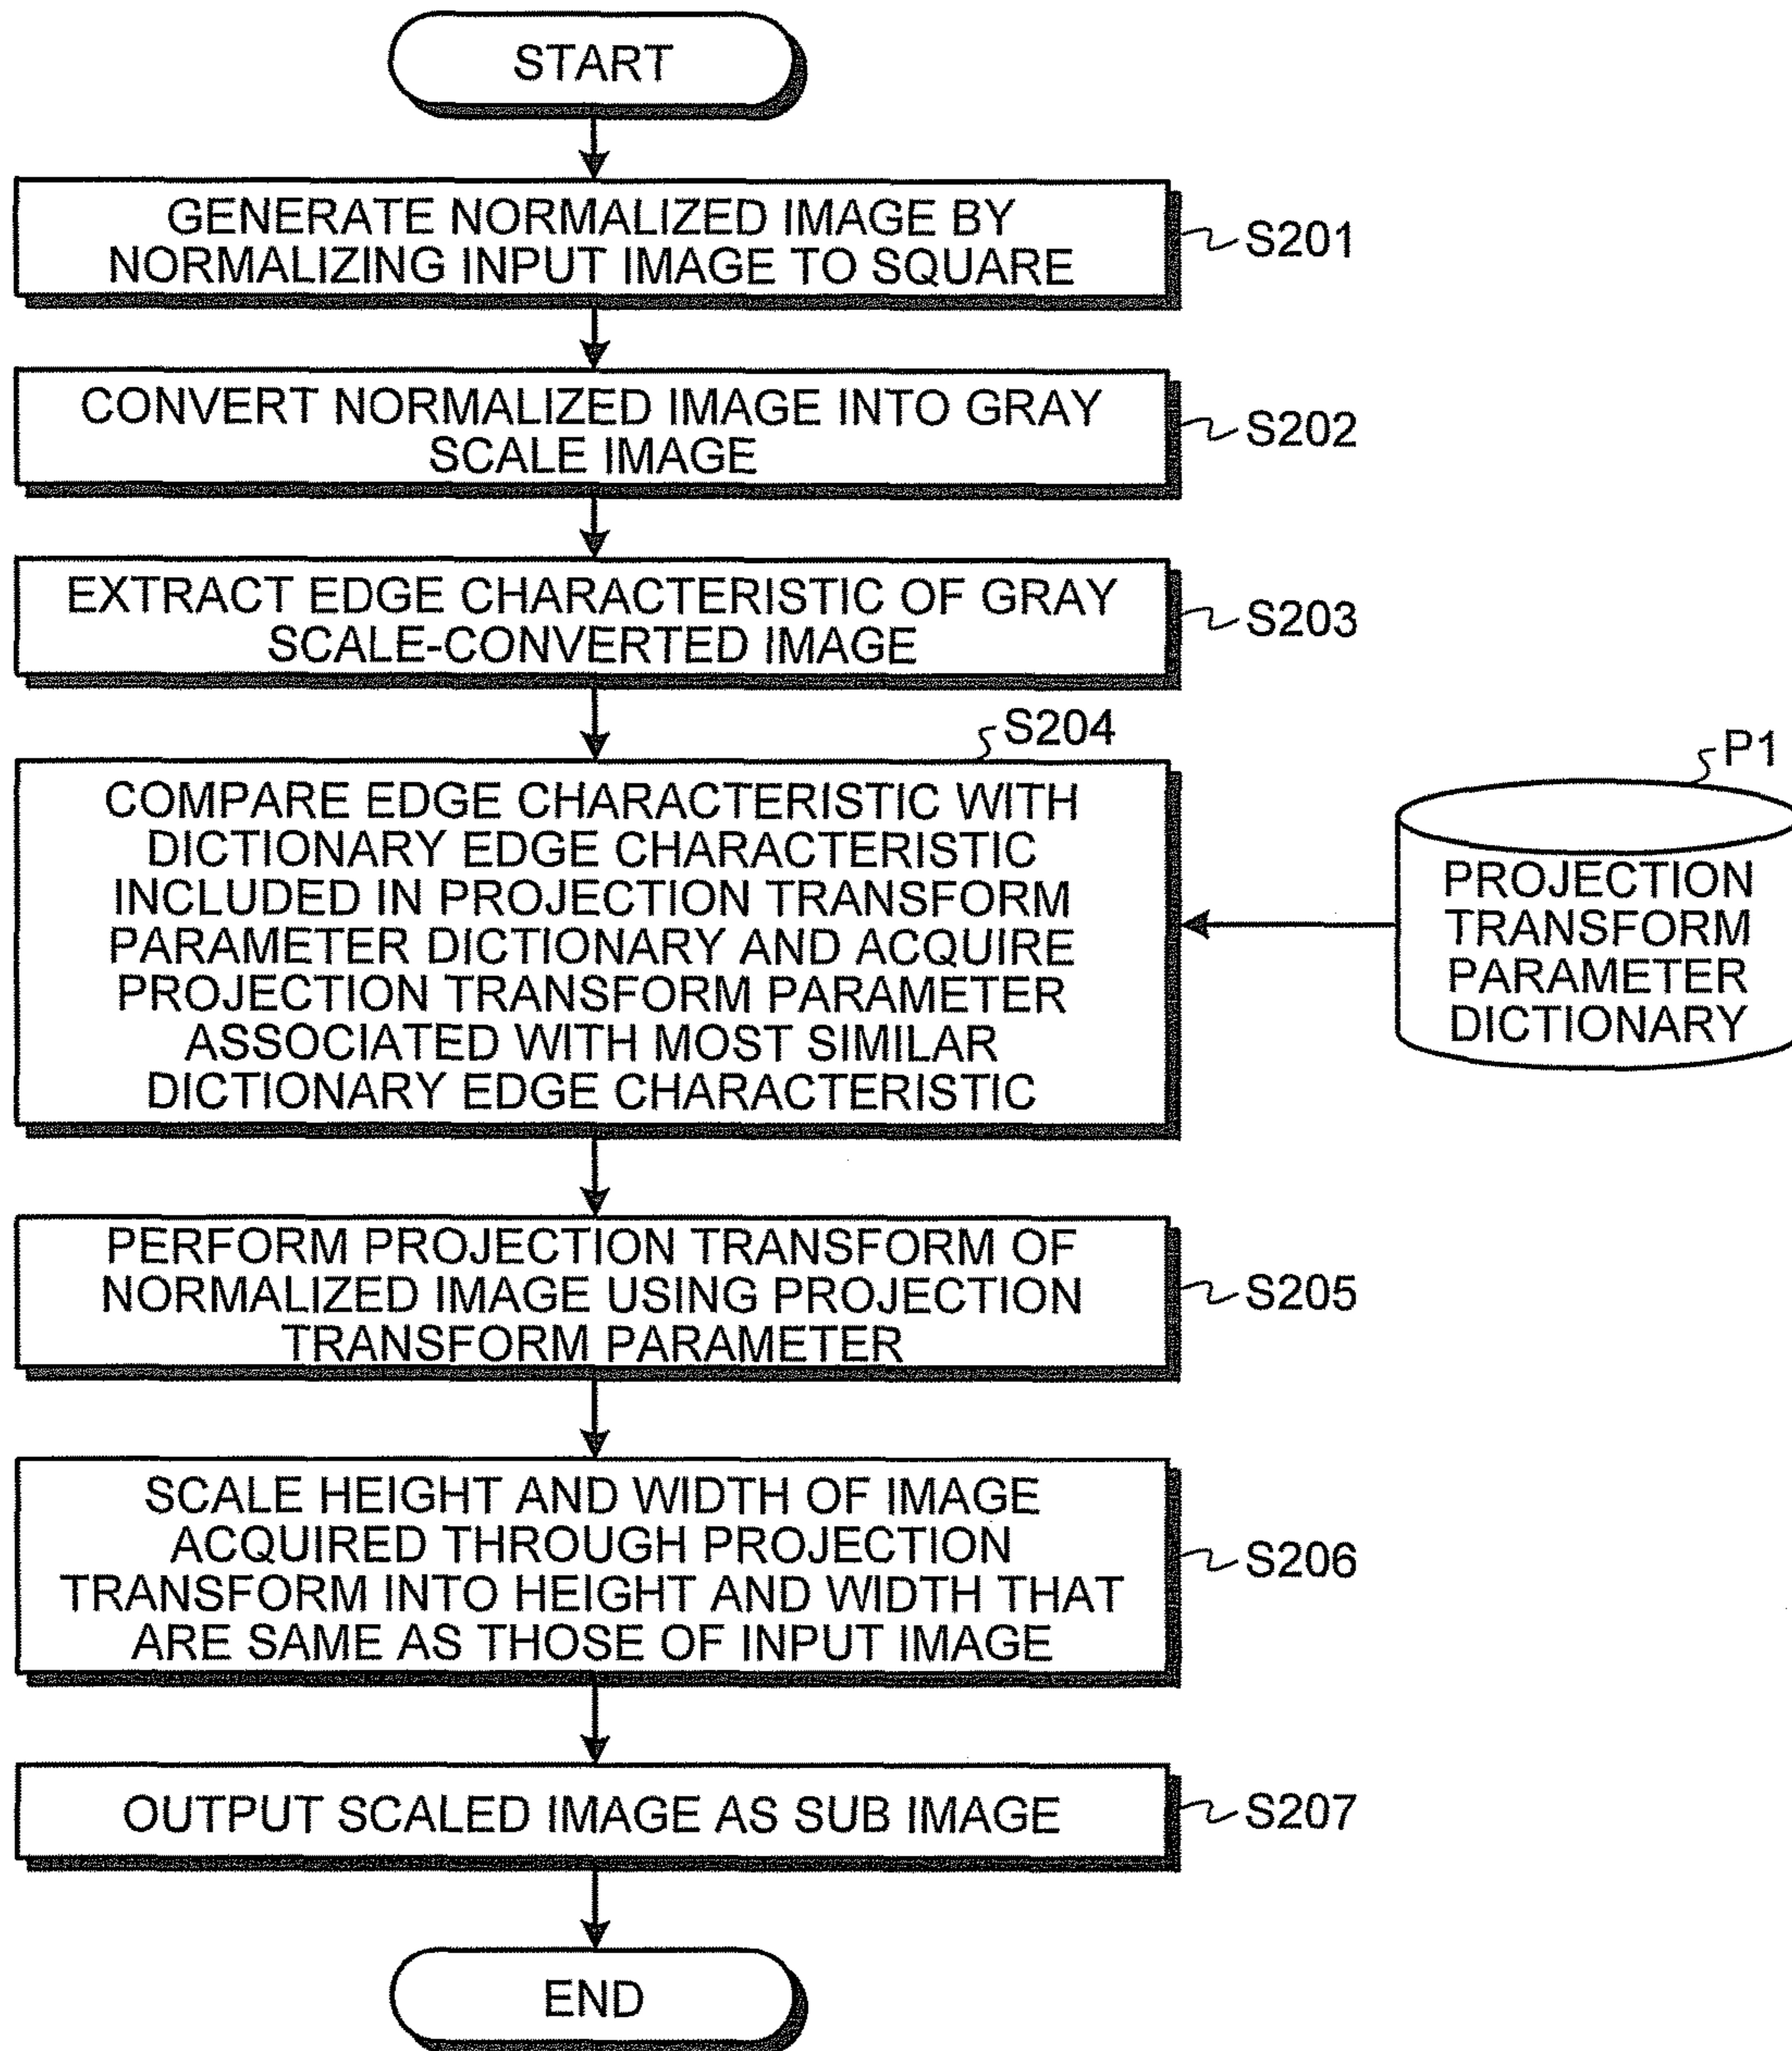 START
GENERATE NORMALIZED IMAGE BY
NORMALIZING INPUT IMAGE TO SQUARE
S201
CONVERT NORMALIZED IMAGE INTO GRAY
SCALE IMAGE
S202
EXTRACT EDGE CHARACTERISTIC OF GRAY
SCALE-CONVERTED IMAGE
S203
S204
COMPARE EDGE CHARACTERISTIC WITH
DICTIONARY EDGE CHARACTERISTIC
INCLUDED IN PROJECTION TRANSFORM
PARAMETER DICTIONARY AND ACQUIRE
PROJECTION TRANSFORM PARAMETER
ASSOCIATED WITH MOST SIMILAR
DICTIONARY EDGE CHARACTERISTIC
P1
PROJECTION
TRANSFORM
PARAMETER
DICTIONARY
PERFORM PROJECTION TRANSFORM OF
NORMALIZED IMAGE USING PROJECTION
TRANSFORM PARAMETER
S205
SCALE HEIGHT AND WIDTH OF IMAGE
ACQUIRED THROUGH PROJECTION
TRANSFORM INTO HEIGHT AND WIDTH THAT
ARE SAME AS THOSE OF INPUT IMAGE
S206
OUTPUT SCALED IMAGE AS SUB IMAGE
S207
END